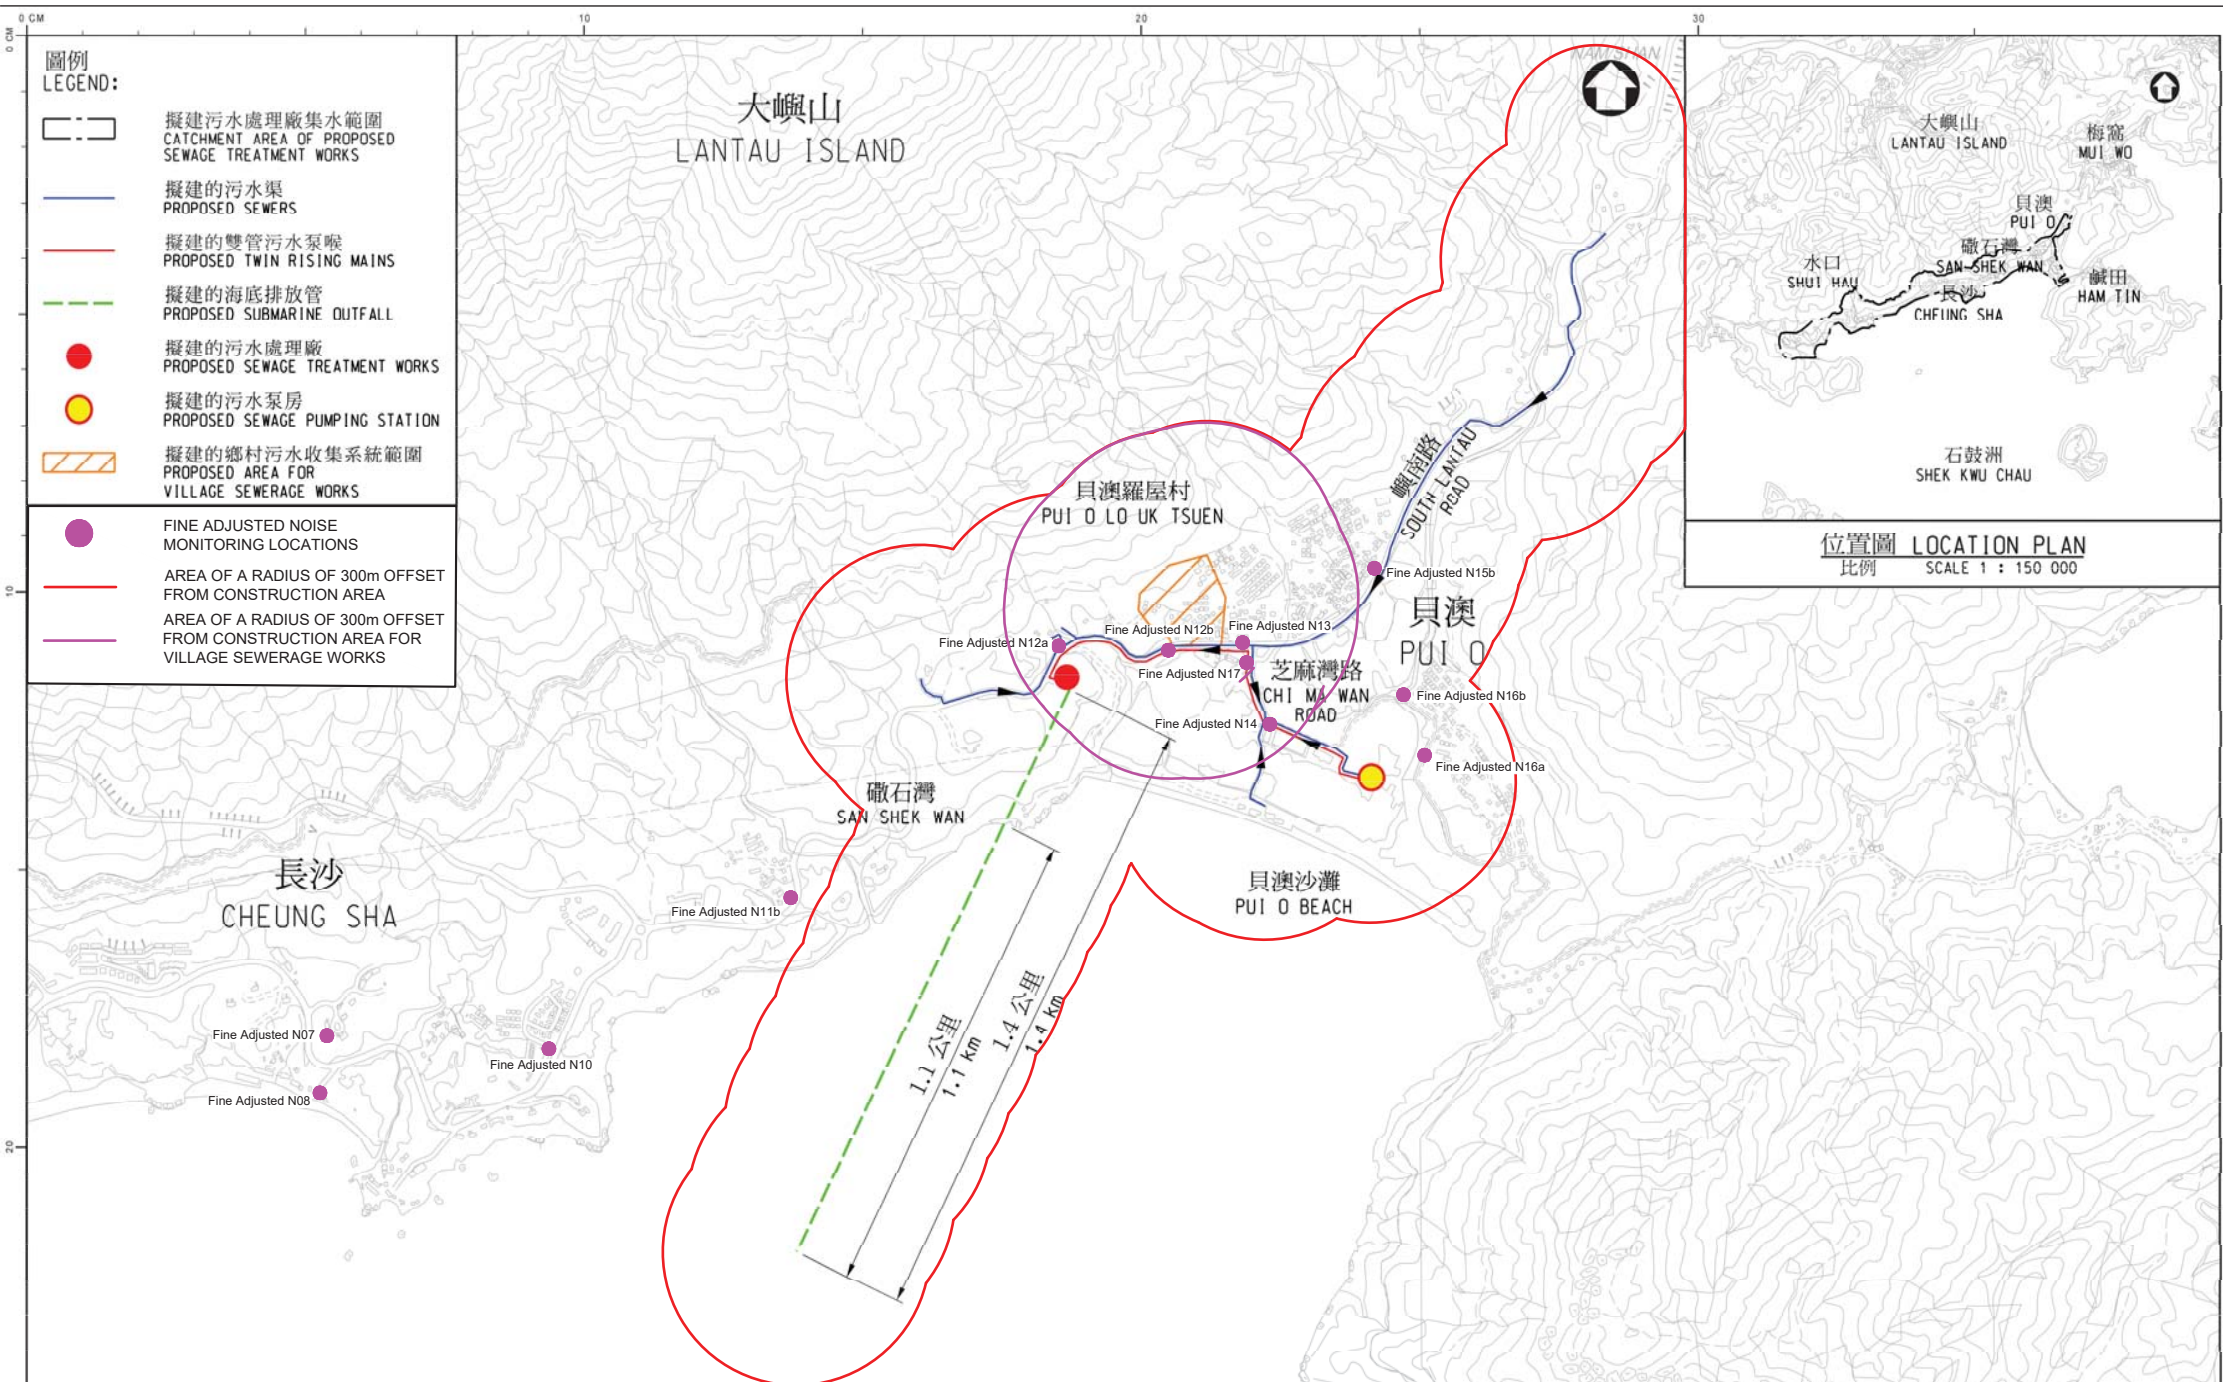 0 CM
10
20
30
0 CM
10
20
圖例
LEGEND:
擬建污水處理廠集水範圍
CATCHMENT AREA OF PROPOSED
SEWAGE TREATMENT WORKS
擬建的污水渠
PROPOSED SEWERS
擬建的雙管污水泵喉
PROPOSED TWIN RISING MAINS
擬建的海底排放管
PROPOSED SUBMARINE OUTFALL
擬建的污水處理廠
PROPOSED SEWAGE TREATMENT WORKS
擬建的污水泵房
PROPOSED SEWAGE PUMPING STATION
擬建的鄉村污水收集系統範圍
PROPOSED AREA FOR
VILLAGE SEWERAGE WORKS
FINE ADJUSTED NOISE
MONITORING LOCATIONS
AREA OF A RADIUS OF 300m OFFSET
FROM CONSTRUCTION AREA
AREA OF A RADIUS OF 300m OFFSET
FROM CONSTRUCTION AREA FOR
VILLAGE SEWERAGE WORKS
大嶼山
LANTAU ISLAND
NAM SHAN
貝澳羅屋村
PUI O LO UK TSUEN
嶼南路
SOUTH LANTAU
ROAD
Fine Adjusted N15b
貝澳
PUI O
Fine Adjusted N12a
Fine Adjusted N12b
Fine Adjusted N13
Fine Adjusted N17
芝麻灣路
CHI MA WAN
ROAD
Fine Adjusted N16b
Fine Adjusted N14
Fine Adjusted N16a
磡石灣
SAN SHEK WAN
長沙
CHEUNG SHA
Fine Adjusted N11b
貝澳沙灘
PUI O BEACH
1.1 公里
1.1 km
1.4 公里
1.4 km
Fine Adjusted N07
Fine Adjusted N10
Fine Adjusted N08
大嶼山
LANTAU ISLAND
梅窩
MUI WO
貝澳
PUI O
磡石灣
SAN SHEK WAN
水口
SHUI HAU
鹹田
HAM TIN
長沙
CHEUNG SHA
石鼓洲
SHEK KWU CHAU
位置圖 LOCATION PLAN
比例 SCALE 1 : 150 000